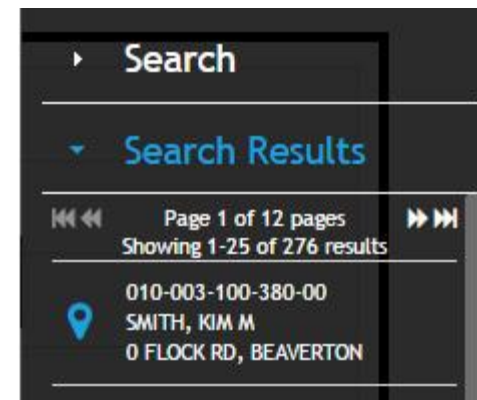 Search
Search Results
Page 1 of 12 pages
Showing 1-25 of 276 results
010-003-100-380-00
SMITH, KIM M
0 FLOCK RD, BEAVERTON